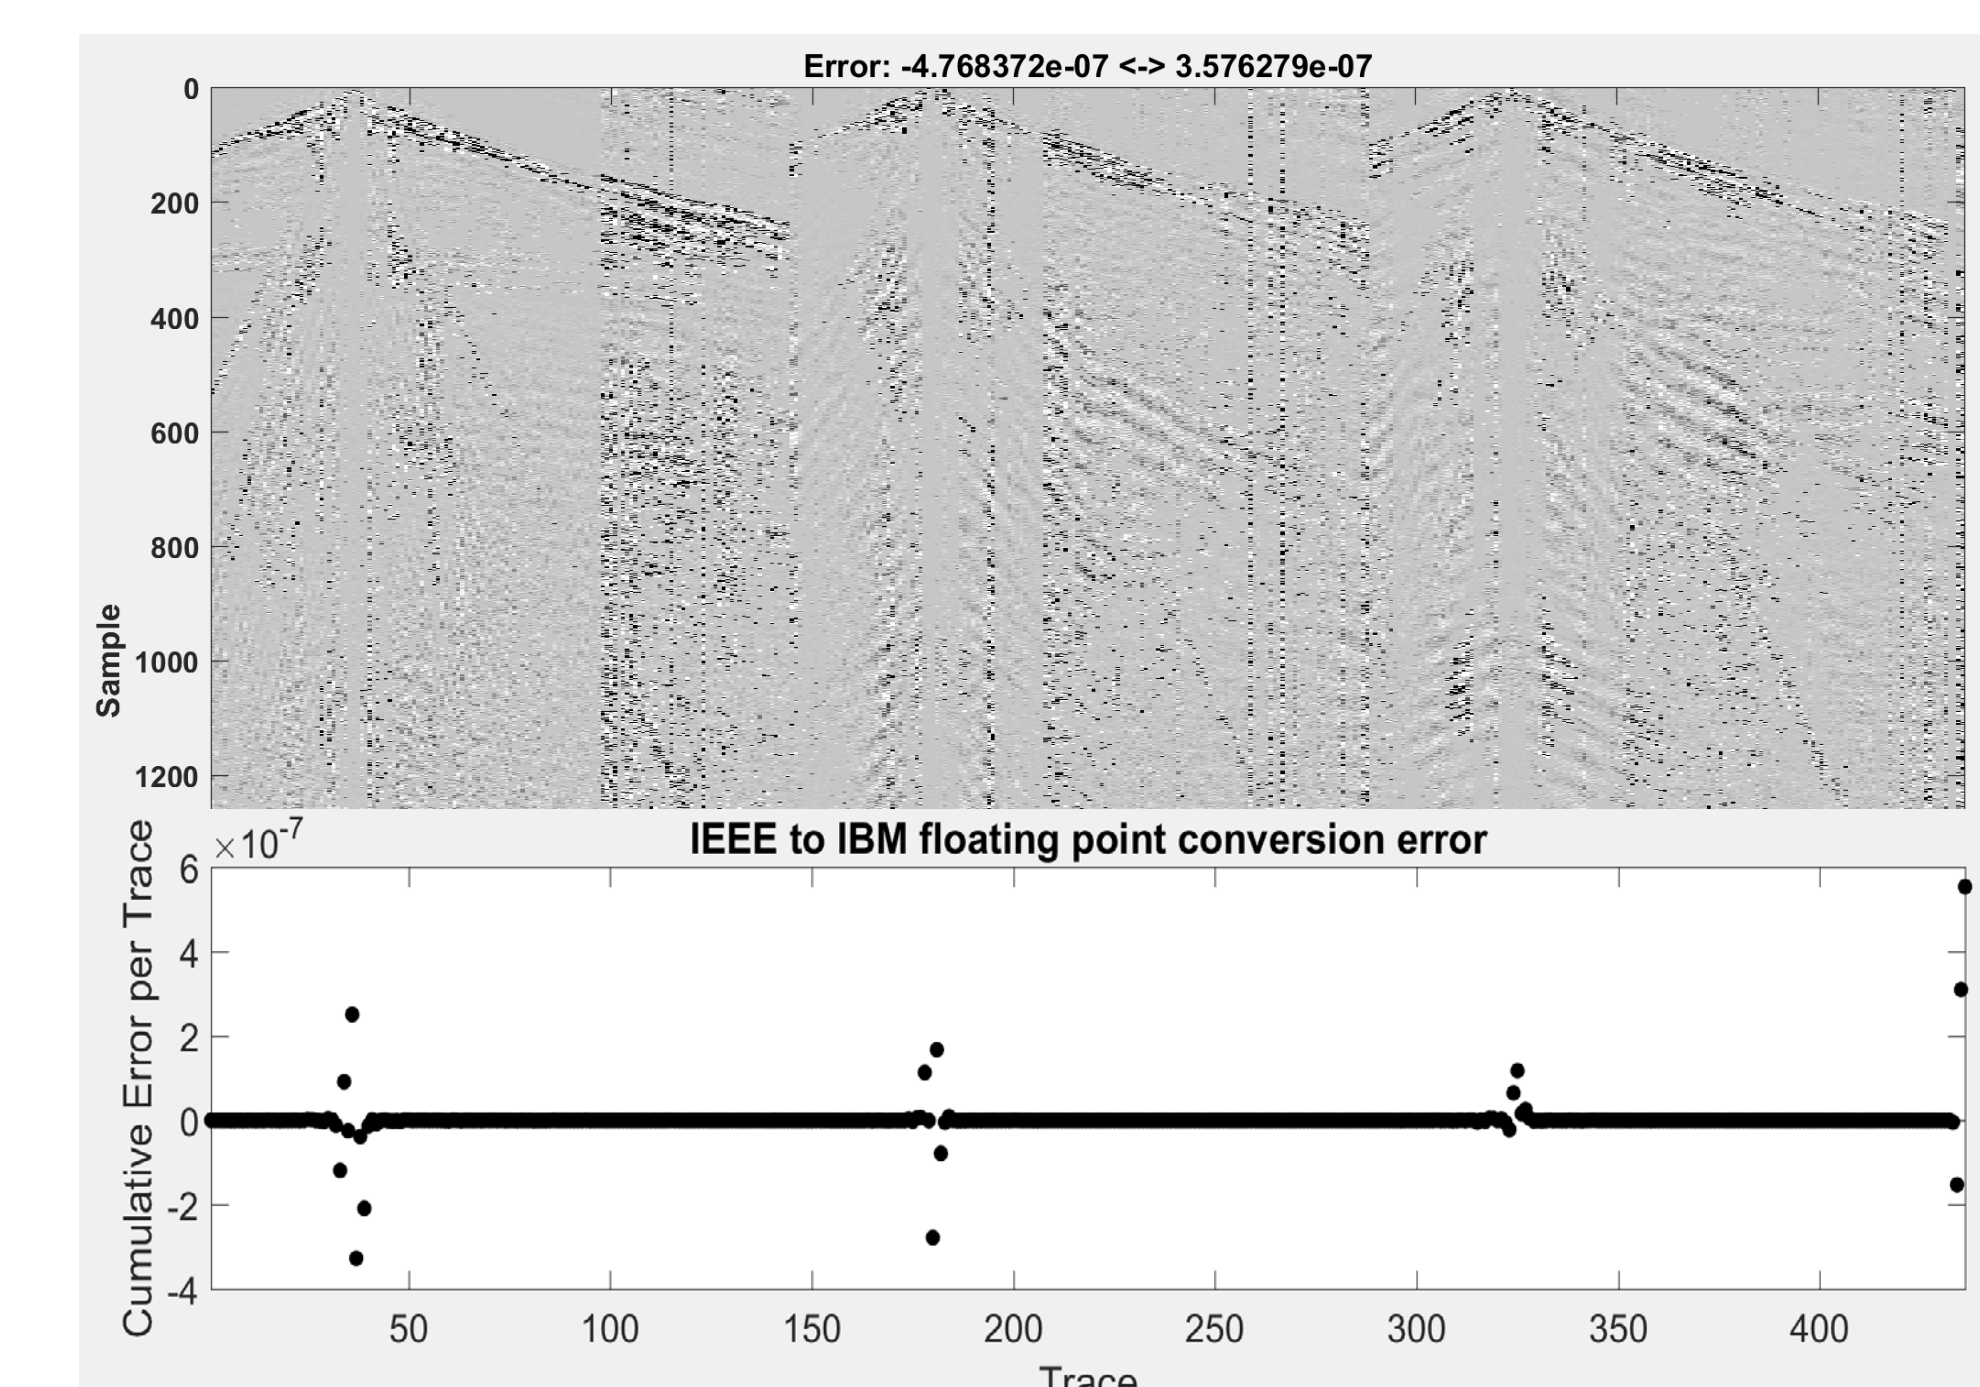 Error: -4.768372e-07 <-> 3.576279e-07
0
200
400
600
800
1000
1200
Sample
IEEE to IBM floating point conversion error
×10-7
6
4
2
0
-2
-4
Cumulative Error per Trace
50 100 150 200 250 300 350 400
Trace